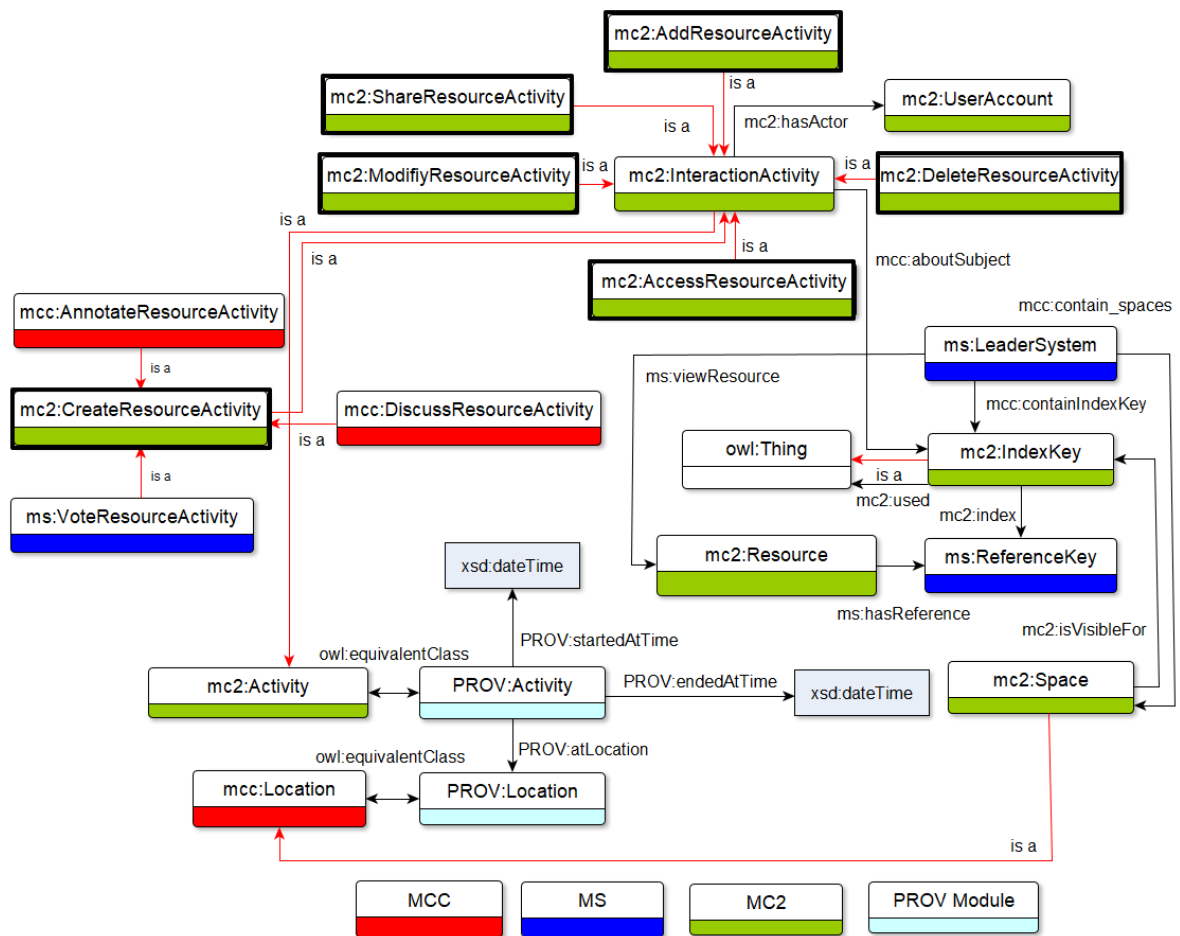 mc2:AddResourceActivity
is a
mc2:ShareResourceActivity
mc2:UserAccount
is a
mc2:hasActor
mc2:ModifiyResourceActivity
is a
mc2:InteractionActivity
is a
mc2:DeleteResourceActivity
is a
is a
is a
mcc:aboutSubject
mc2:AccessResourceActivity
mcc:AnnotateResourceActivity
mcc:contain_spaces
ms:LeaderSystem
is a
ms:viewResource
mc2:CreateResourceActivity
mcc:DiscussResourceActivity
mcc:containIndexKey
is a
owl:Thing
mc2:IndexKey
is a
is a
mc2:used
ms:VoteResourceActivity
mc2:index
mc2:Resource
ms:ReferenceKey
xsd:dateTime
ms:hasReference
mc2:isVisibleFor
PROV:startedAtTime
owl:equivalentClass
mc2:Activity
PROV:Activity
PROV:endedAtTime
xsd:dateTime
mc2:Space
PROV:atLocation
owl:equivalentClass
mcc:Location
PROV:Location
is a
MCC
MS
MC2
PROV Module